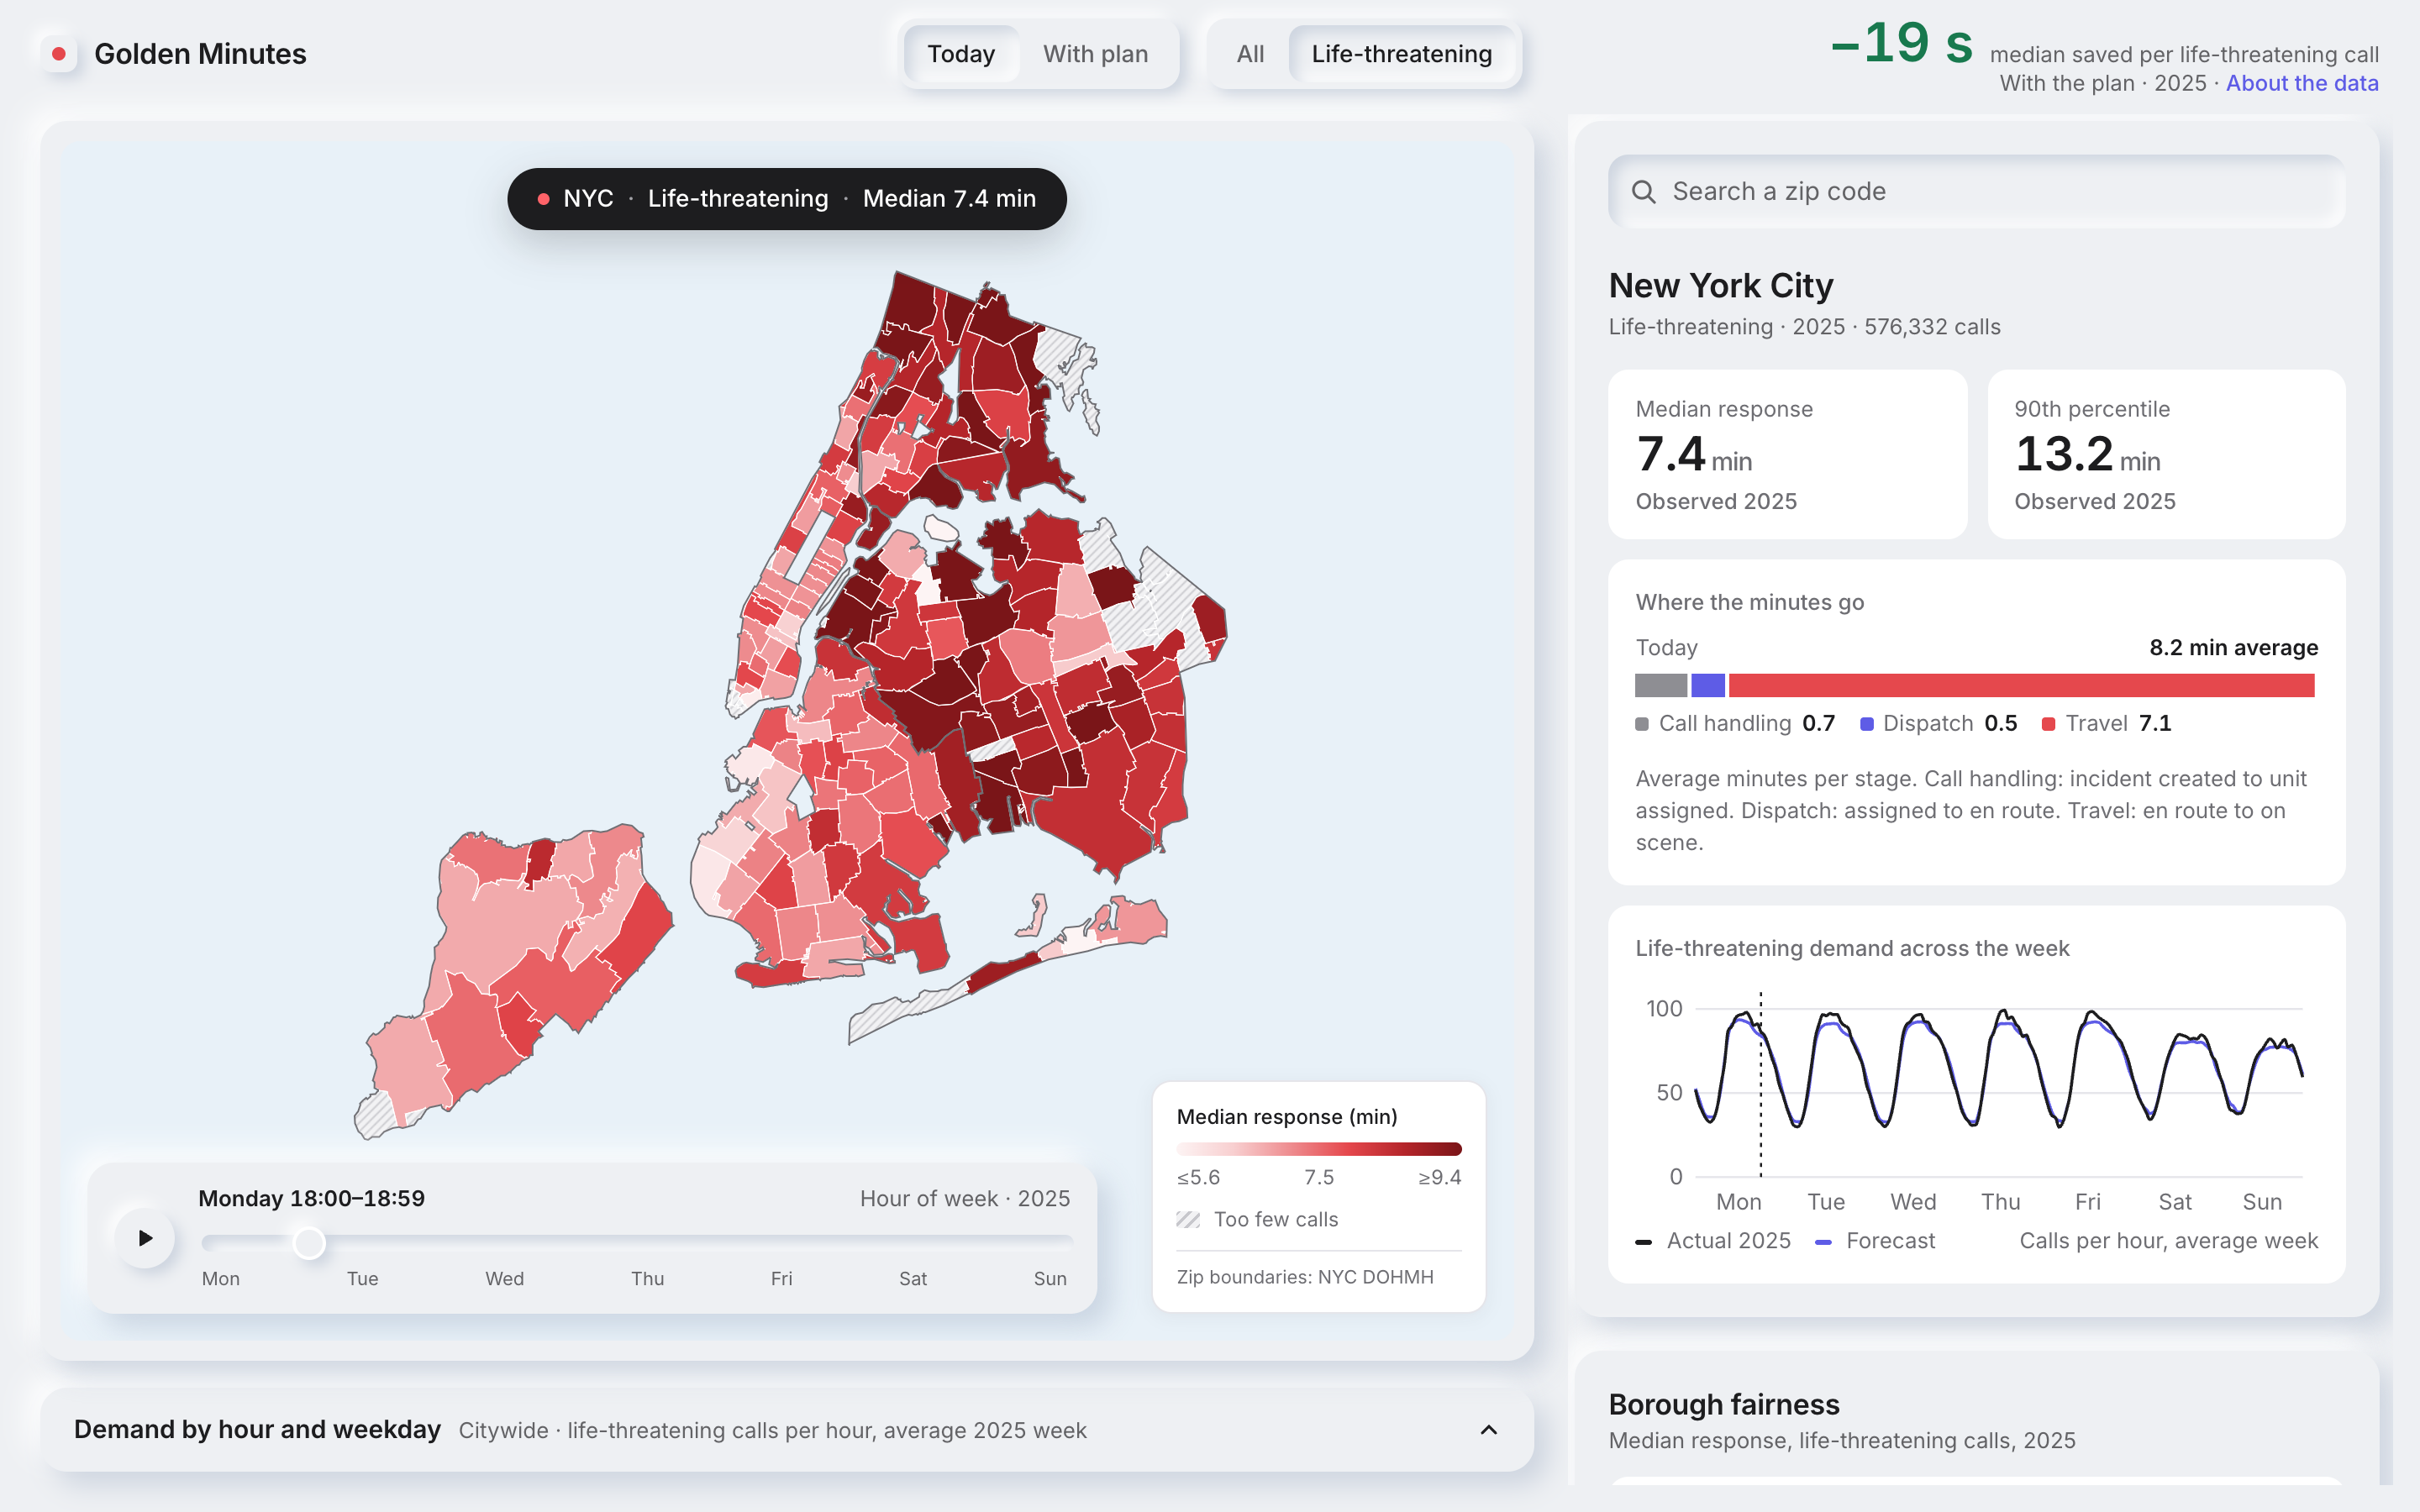 Golden Minutes
Today
With plan
All
Life-threatening
−19 s median saved per life-threatening call
With the plan · 2025 · About the data
NYC · Life-threatening · Median 7.4 min
Search a zip code
New York City
Life-threatening · 2025 · 576,332 calls
Median response
7.4 min
Observed 2025
90th percentile
13.2 min
Observed 2025
Where the minutes go
Today 8.2 min average
Call handling 0.7 Dispatch 0.5 Travel 7.1
Average minutes per stage. Call handling: incident created to unit
assigned. Dispatch: assigned to en route. Travel: en route to on
scene.
Life-threatening demand across the week
100
50
0
Mon Tue Wed Thu Fri Sat Sun
Actual 2025 Forecast Calls per hour, average week
Median response (min)
≤5.6 7.5 ≥9.4
Too few calls
Zip boundaries: NYC DOHMH
Monday 18:00–18:59 Hour of week · 2025
Mon Tue Wed Thu Fri Sat Sun
Demand by hour and weekday Citywide · life-threatening calls per hour, average 2025 week
Borough fairness
Median response, life-threatening calls, 2025